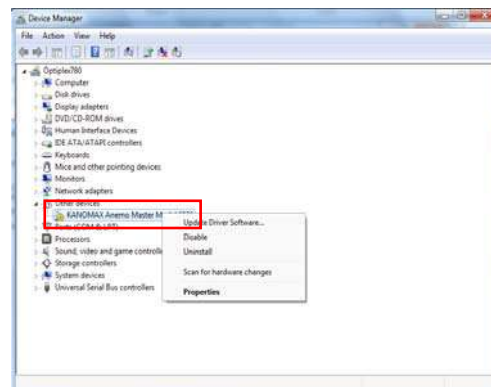 Device Manager
File Action View Help
Optiplex780
Computer
Disk drives
Display adapters
DVD/CD-ROM drives
Human Interface Devices
IDE ATA/ATAPI controllers
Keyboards
Mice and other pointing devices
Monitors
Network adapters
Other devices
KANOMAX Anemo Master
Update Driver Software...
Ports (COM & LPT)
Disable
Processors
Sound, video and game controlle
Uninstall
Storage controllers
Scan for hardware changes
System devices
Universal Serial Bus controllers
Properties